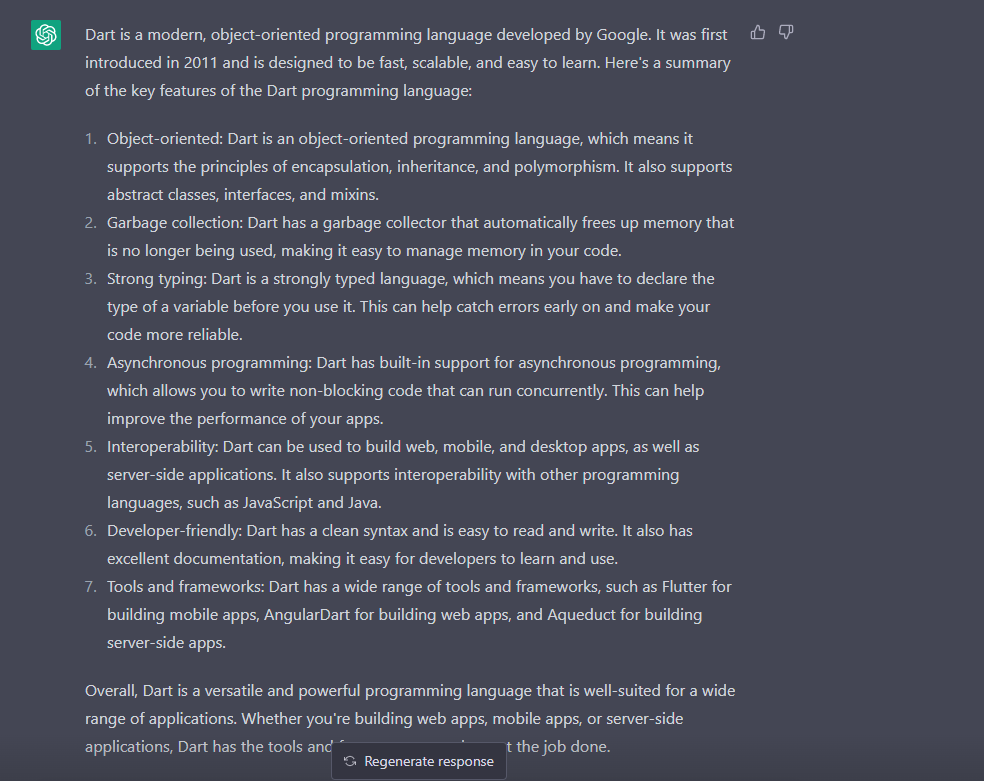 Dart is a modern, object-oriented programming language developed by Google. It was first
introduced in 2011 and is designed to be fast, scalable, and easy to learn. Here's a summary
of the key features of the Dart programming language:
1. Object-oriented: Dart is an object-oriented programming language, which means it
supports the principles of encapsulation, inheritance, and polymorphism. It also supports
abstract classes, interfaces, and mixins.
2. Garbage collection: Dart has a garbage collector that automatically frees up memory that
is no longer being used, making it easy to manage memory in your code.
3. Strong typing: Dart is a strongly typed language, which means you have to declare the
type of a variable before you use it. This can help catch errors early on and make your
code more reliable.
4. Asynchronous programming: Dart has built-in support for asynchronous programming,
which allows you to write non-blocking code that can run concurrently. This can help
improve the performance of your apps.
5. Interoperability: Dart can be used to build web, mobile, and desktop apps, as well as
server-side applications. It also supports interoperability with other programming
languages, such as JavaScript and Java.
6. Developer-friendly: Dart has a clean syntax and is easy to read and write. It also has
excellent documentation, making it easy for developers to learn and use.
7. Tools and frameworks: Dart has a wide range of tools and frameworks, such as Flutter for
building mobile apps, AngularDart for building web apps, and Aqueduct for building
server-side apps.
Overall, Dart is a versatile and powerful programming language that is well-suited for a wide
range of applications. Whether you're building web apps, mobile apps, or server-side
applications, Dart has the tools and the job done.
Regenerate response